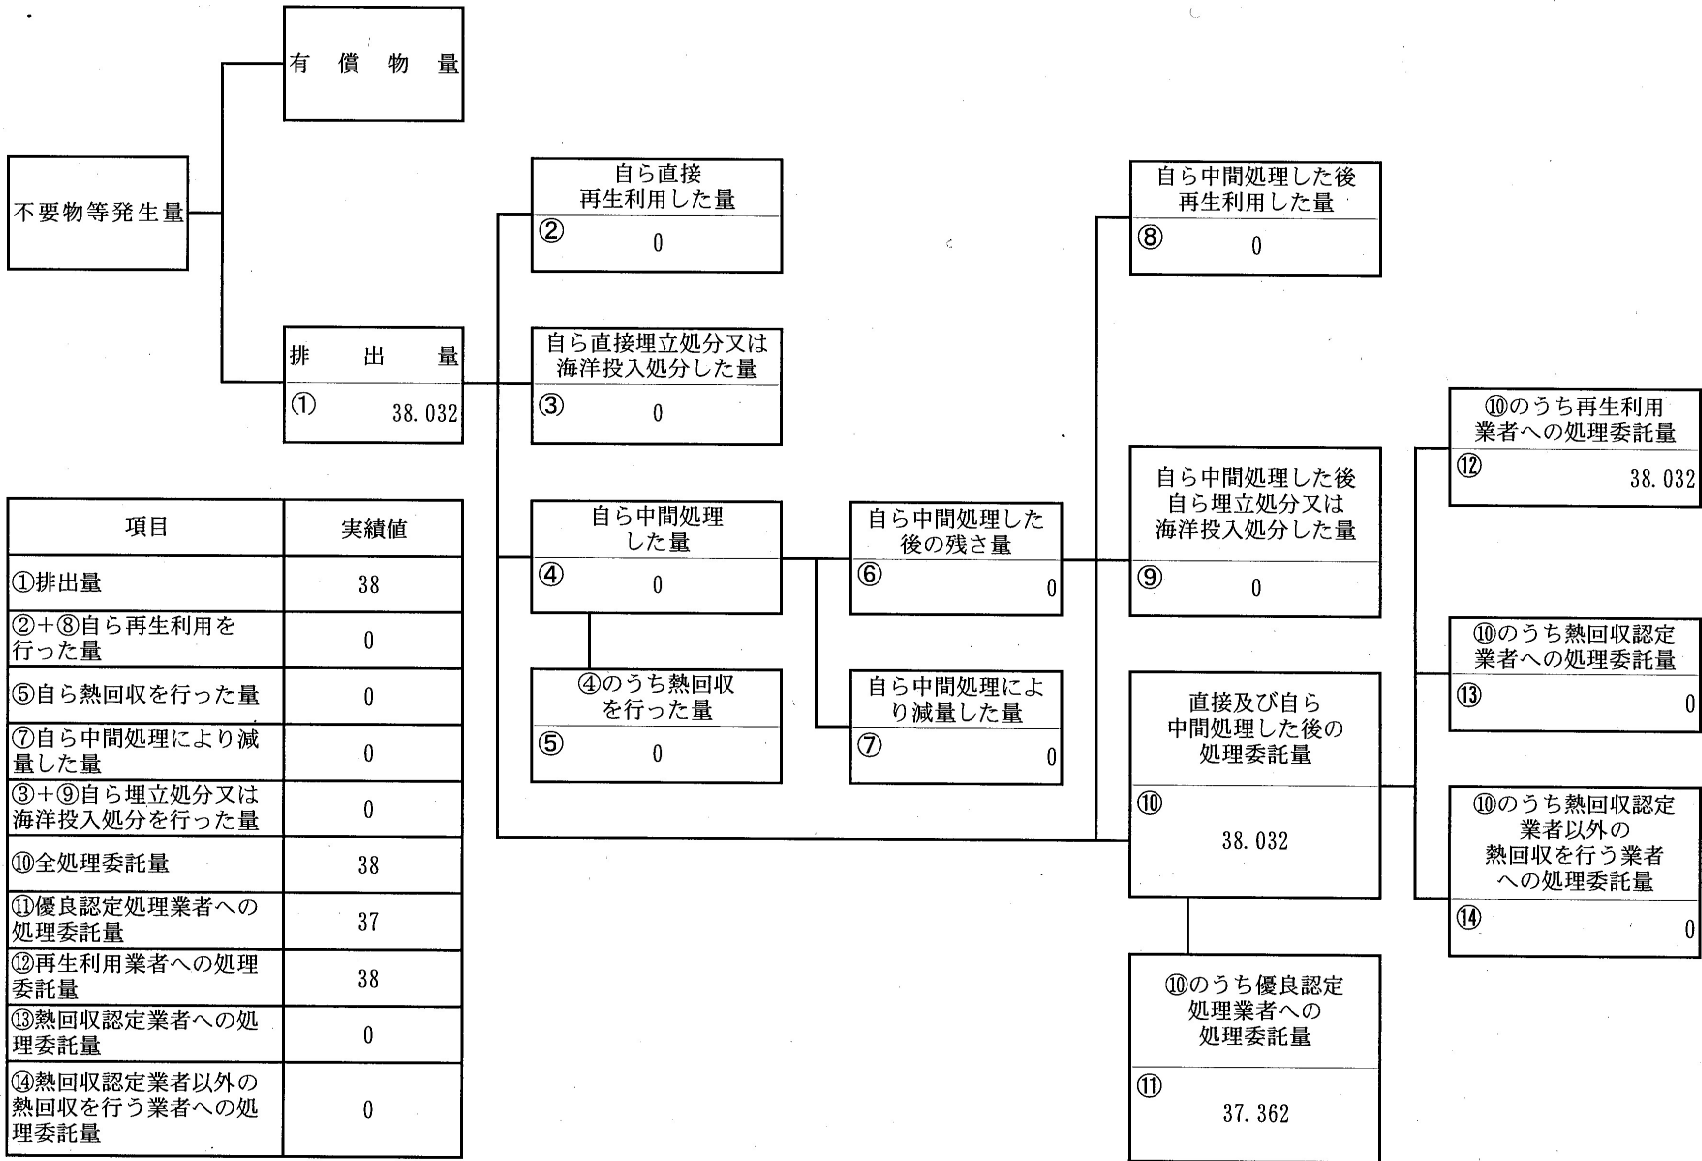 有償物量
不要物等発生量
排出量
① 38.032
自ら直接
再生利用した量
② 0
自ら直接埋立処分又は
海洋投入処分した量
③ 0
自ら中間処理
した量
④ 0
④のうち熱回収
を行った量
⑤ 0
自ら中間処理した
後の残さ量
⑥ 0
自ら中間処理によ
り減量した量
⑦ 0
自ら中間処理した後
再生利用した量
⑧ 0
自ら中間処理した後
自ら埋立処分又は
海洋投入処分した量
⑨ 0
直接及び自ら
中間処理した後の
処理委託量
⑩
38.032
⑩のうち優良認定
処理業者への
処理委託量
⑪
37.362
⑩のうち再生利用
業者への処理委託量
⑫ 38.032
⑩のうち熱回収認定
業者への処理委託量
⑬ 0
⑩のうち熱回収認定
業者以外の
熱回収を行う業者
への処理委託量
⑭ 0
項目 実績値
①排出量 38
②+⑧自ら再生利用を
行った量 0
⑤自ら熱回収を行った量 0
⑦自ら中間処理により減
量した量 0
③+⑨自ら埋立処分又は
海洋投入処分を行った量 0
⑩全処理委託量 38
⑪優良認定処理業者への
処理委託量 37
⑫再生利用業者への処理
委託量 38
⑬熱回収認定業者への処
理委託量 0
⑭熱回収認定業者以外の
熱回収を行う業者への処
理委託量 0